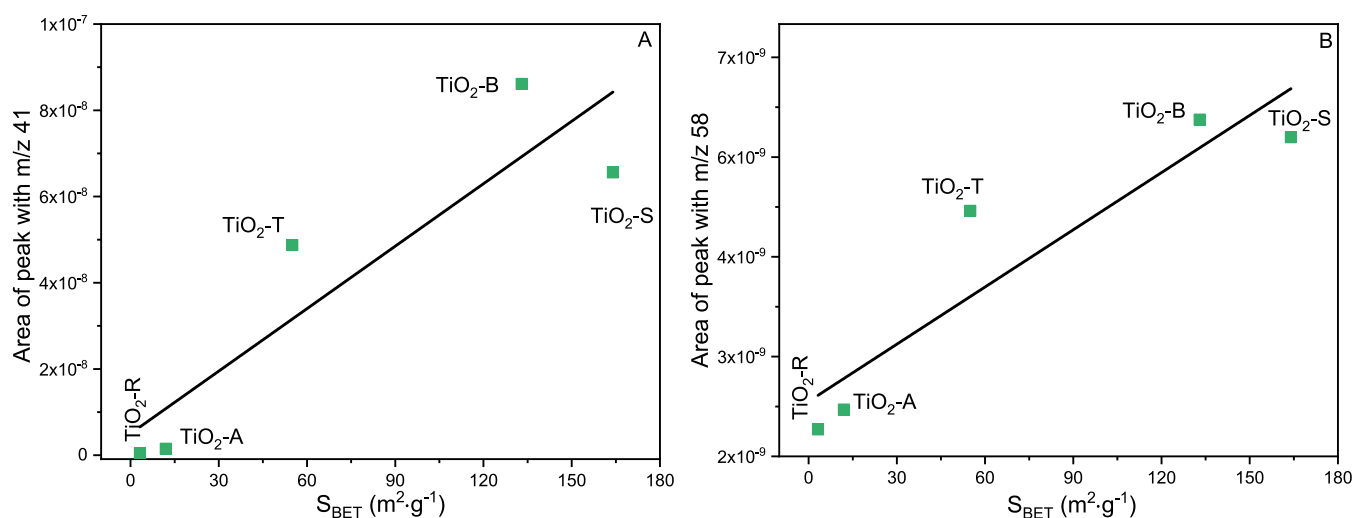 A
Area of peak with m/z 41
1x10⁻⁷
8x10⁻⁸
6x10⁻⁸
4x10⁻⁸
2x10⁻⁸
0
TiO₂-B
TiO₂-S
TiO₂-T
TiO₂-R
TiO₂-A
0 30 60 90 120 150 180
S_BET (m²·g⁻¹)
B
Area of peak with m/z 58
7x10⁻⁹
6x10⁻⁹
4x10⁻⁹
3x10⁻⁹
2x10⁻⁹
TiO₂-B
TiO₂-S
TiO₂-T
TiO₂-R
TiO₂-A
0 30 60 90 120 150 180
S_BET (m²·g⁻¹)